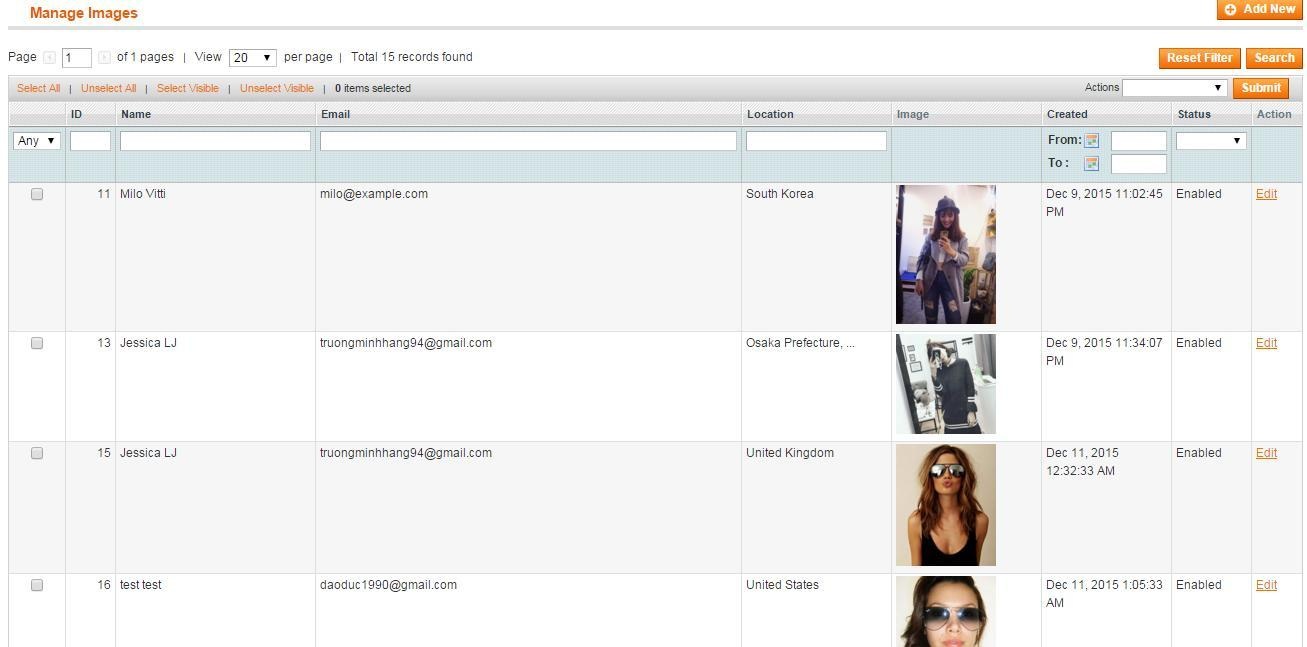 Manage Images
Add New
Page 1 of 1 pages | View 20 per page | Total 15 records found
Reset Filter Search
Select All | Unselect All | Select Visible | Unselect Visible | 0 items selected
Actions Submit
ID Name Email Location Image Created Status Action
Any From:
To :
11 Milo Vitti milo@example.com South Korea Dec 9, 2015 11:02:45 Enabled Edit
PM
13 Jessica LJ truongminhhang94@gmail.com Osaka Prefecture, ... Dec 9, 2015 11:34:07 Enabled Edit
PM
15 Jessica LJ truongminhhang94@gmail.com United Kingdom Dec 11, 2015 Enabled Edit
12:32:33 AM
16 test test daoduc1990@gmail.com United States Dec 11, 2015 1:05:33 Enabled Edit
AM